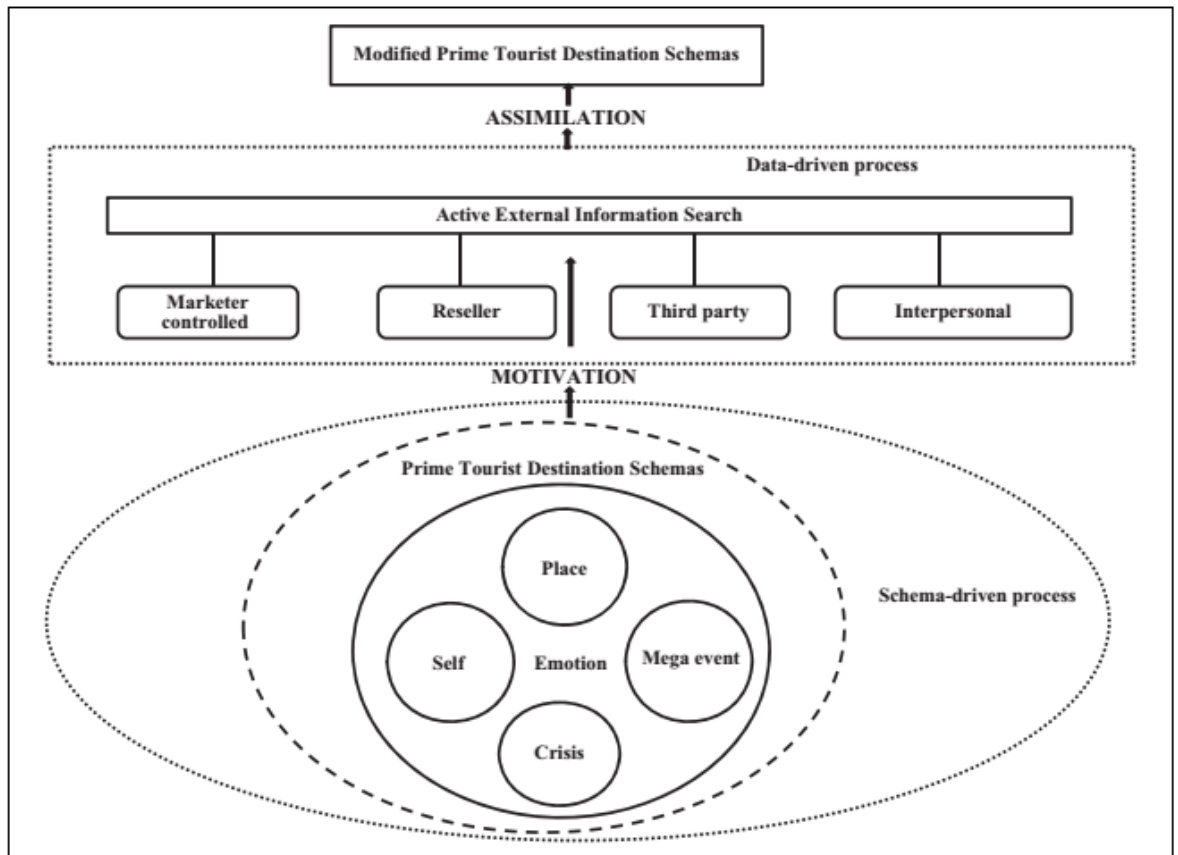 Modified Prime Tourist Destination Schemas
ASSIMILATION
Data-driven process
Active External Information Search
Marketer
controlled
Reseller
Third party
Interpersonal
MOTIVATION
Prime Tourist Destination Schemas
Place
Schema-driven process
Self
Emotion
Mega event
Crisis